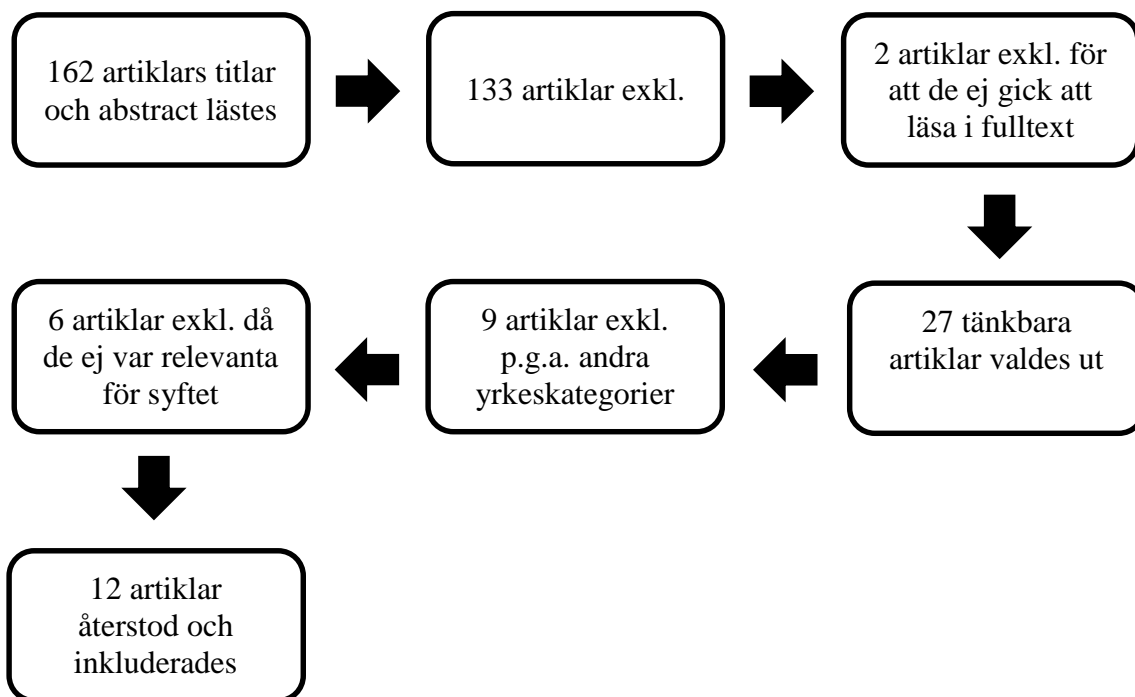 162 artiklars titlar
och abstract lästes
133 artiklar exkl.
2 artiklar exkl. för
att de ej gick att
läsa i fulltext
27 tänkbara
artiklar valdes ut
9 artiklar exkl.
p.g.a. andra
yrkeskategorier
6 artiklar exkl. då
de ej var relevanta
för syftet
12 artiklar
återstod och
inkluderades